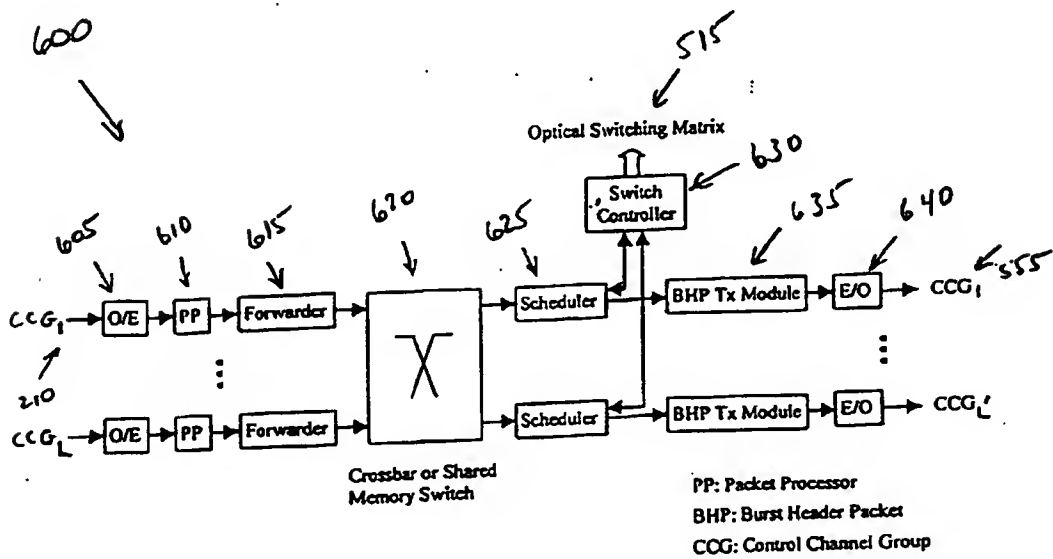 600
515
Optical Switching Matrix
630
Switch
Controller
605
610
615
620
625
635
640
555
CCG1
O/E
PP
Forwarder
Scheduler
BHP Tx Module
E/O
CCG1
210
CCGL
O/E
PP
Forwarder
Scheduler
BHP Tx Module
E/O
CCGL'
Crossbar or Shared
Memory Switch
PP: Packet Processor
BHP: Burst Header Packet
CCG: Control Channel Group